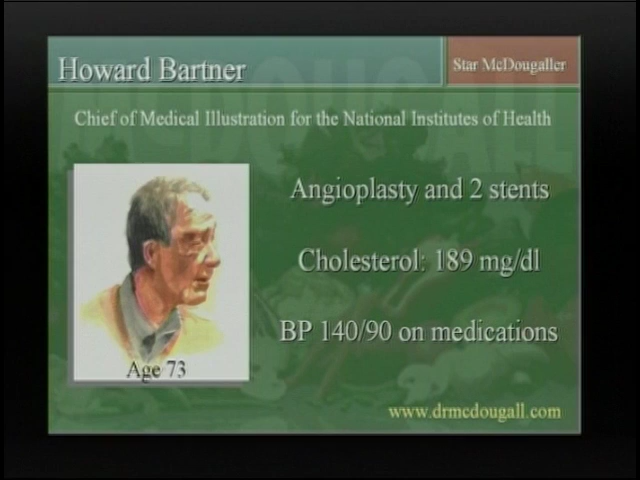 Howard Bartner
Star McDougaller
Chief of Medical Illustration for the National Institutes of Health
Angioplasty and 2 stents
Cholesterol: 189 mg/dl
BP 140/90 on medications
Age 73
www.drmcdougall.com
MCDOUGALL